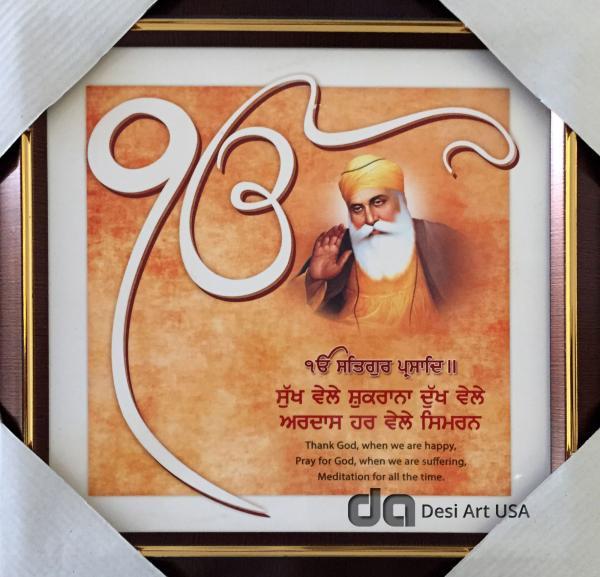 ੴ
ੴ ਸਤਿਗੁਰ ਪ੍ਰਸਾਦਿ॥
ਸੁੱਖ ਵੇਲੇ ਸ਼ੁਕਰਾਨਾ ਦੁੱਖ ਵੇਲੇ
ਅਰਦਾਸ ਹਰ ਵੇਲੇ ਸਿਮਰਨ
Thank God, when we are happy,
Pray for God, when we are suffering,
Meditation for all the time.
da Desi Art USA